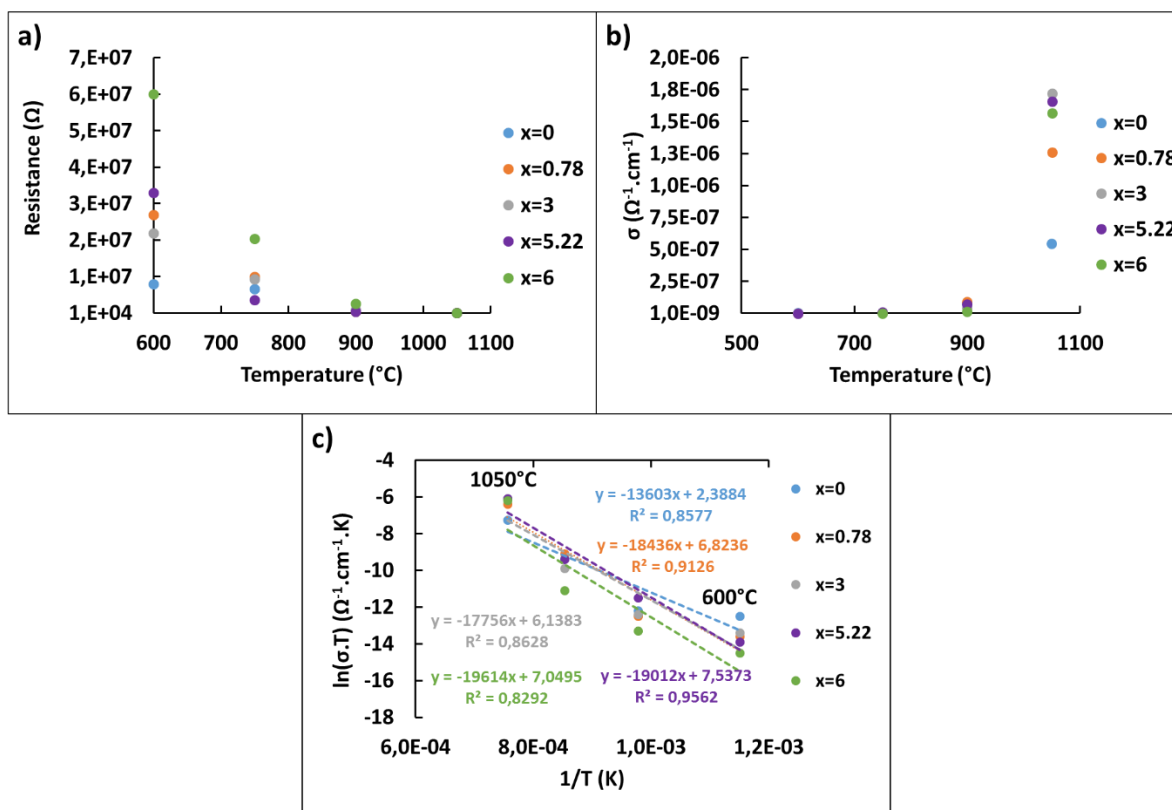 a)
7,E+07
6,E+07
5,E+07
4,E+07
3,E+07
2,E+07
1,E+07
1,E+04
Resistance (Ω)
600 700 800 900 1000 1100
Temperature (°C)
x=0
x=0.78
x=3
x=5.22
x=6
b)
2,0E-06
1,8E-06
1,5E-06
1,3E-06
1,0E-06
7,5E-07
5,0E-07
2,5E-07
1,0E-09
σ (Ω⁻¹.cm⁻¹)
500 700 900 1100
Temperature (°C)
x=0
x=0.78
x=3
x=5.22
x=6
c)
-4
-6
-8
-10
-12
-14
-16
-18
ln(σ.T) (Ω⁻¹.cm⁻¹.K)
1050°C
y = -13603x + 2,3884
R² = 0,8577
y = -18436x + 6,8236
R² = 0,9126
600°C
y = -17756x + 6,1383
R² = 0,8628
y = -19614x + 7,0495
R² = 0,8292
y = -19012x + 7,5373
R² = 0,9562
6,0E-04 8,0E-04 1,0E-03 1,2E-03
1/T (K)
x=0
x=0.78
x=3
x=5.22
x=6